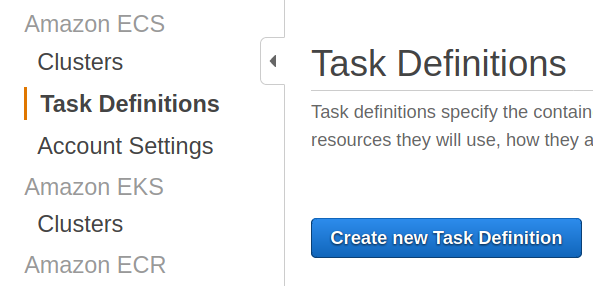 Amazon ECS
Clusters
Task Definitions
Account Settings
Amazon EKS
Clusters
Amazon ECR
Task Definitions
Task definitions specify the contain
resources they will use, how they a
Create new Task Definition